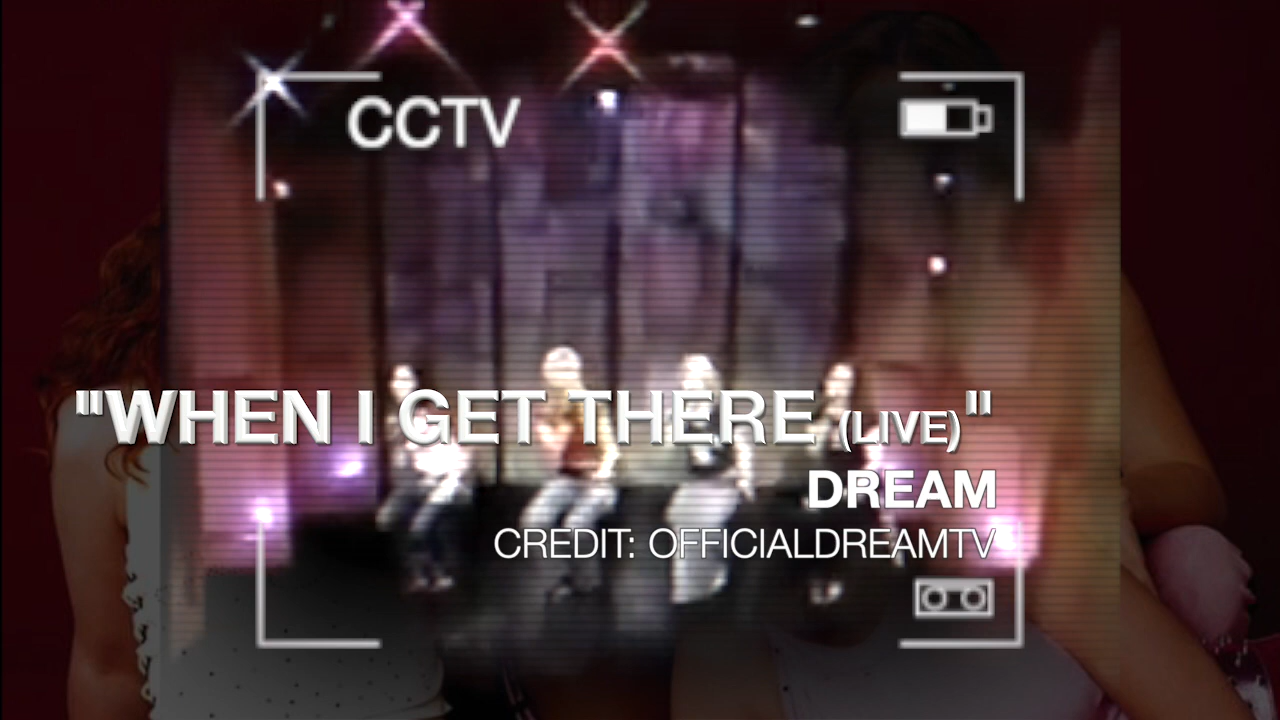 CCTV
"WHEN I GET THERE (LIVE)"
DREAM
CREDIT: OFFICIALDREAMTV